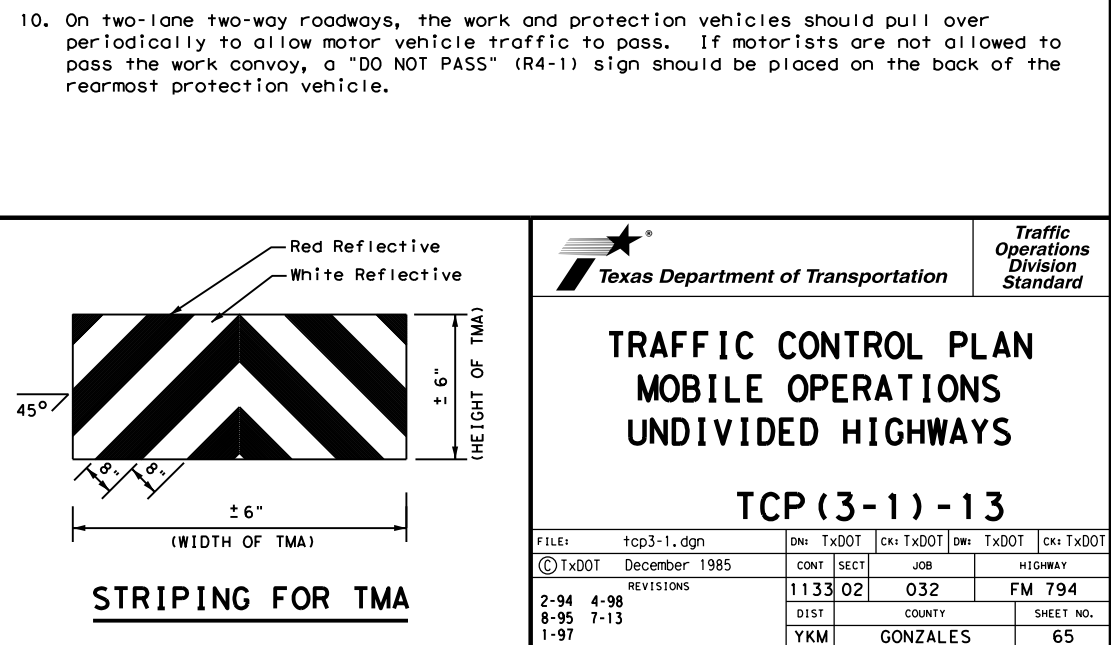 10. On two-lane two-way roadways, the work and protection vehicles should pull over
periodically to allow motor vehicle traffic to pass. If motorists are not allowed to
pass the work convoy, a "DO NOT PASS" (R4-1) sign should be placed on the back of the
rearmost protection vehicle.
Red Reflective
White Reflective
45°
8"
8"
± 6"
(HEIGHT OF TMA)
± 6"
(WIDTH OF TMA)
STRIPING FOR TMA
®
Texas Department of Transportation
Traffic
Operations
Division
Standard
TRAFFIC CONTROL PLAN
MOBILE OPERATIONS
UNDIVIDED HIGHWAYS
TCP(3-1)-13
FILE: tcp3-1.dgn DN: TxDOT CK: TxDOT DW: TxDOT CK: TxDOT
© TxDOT December 1985 CONT SECT JOB HIGHWAY
REVISIONS
2-94 4-98
8-95 7-13
1-97
1133 02 032 FM 794
DIST COUNTY SHEET NO.
YKM GONZALES 65